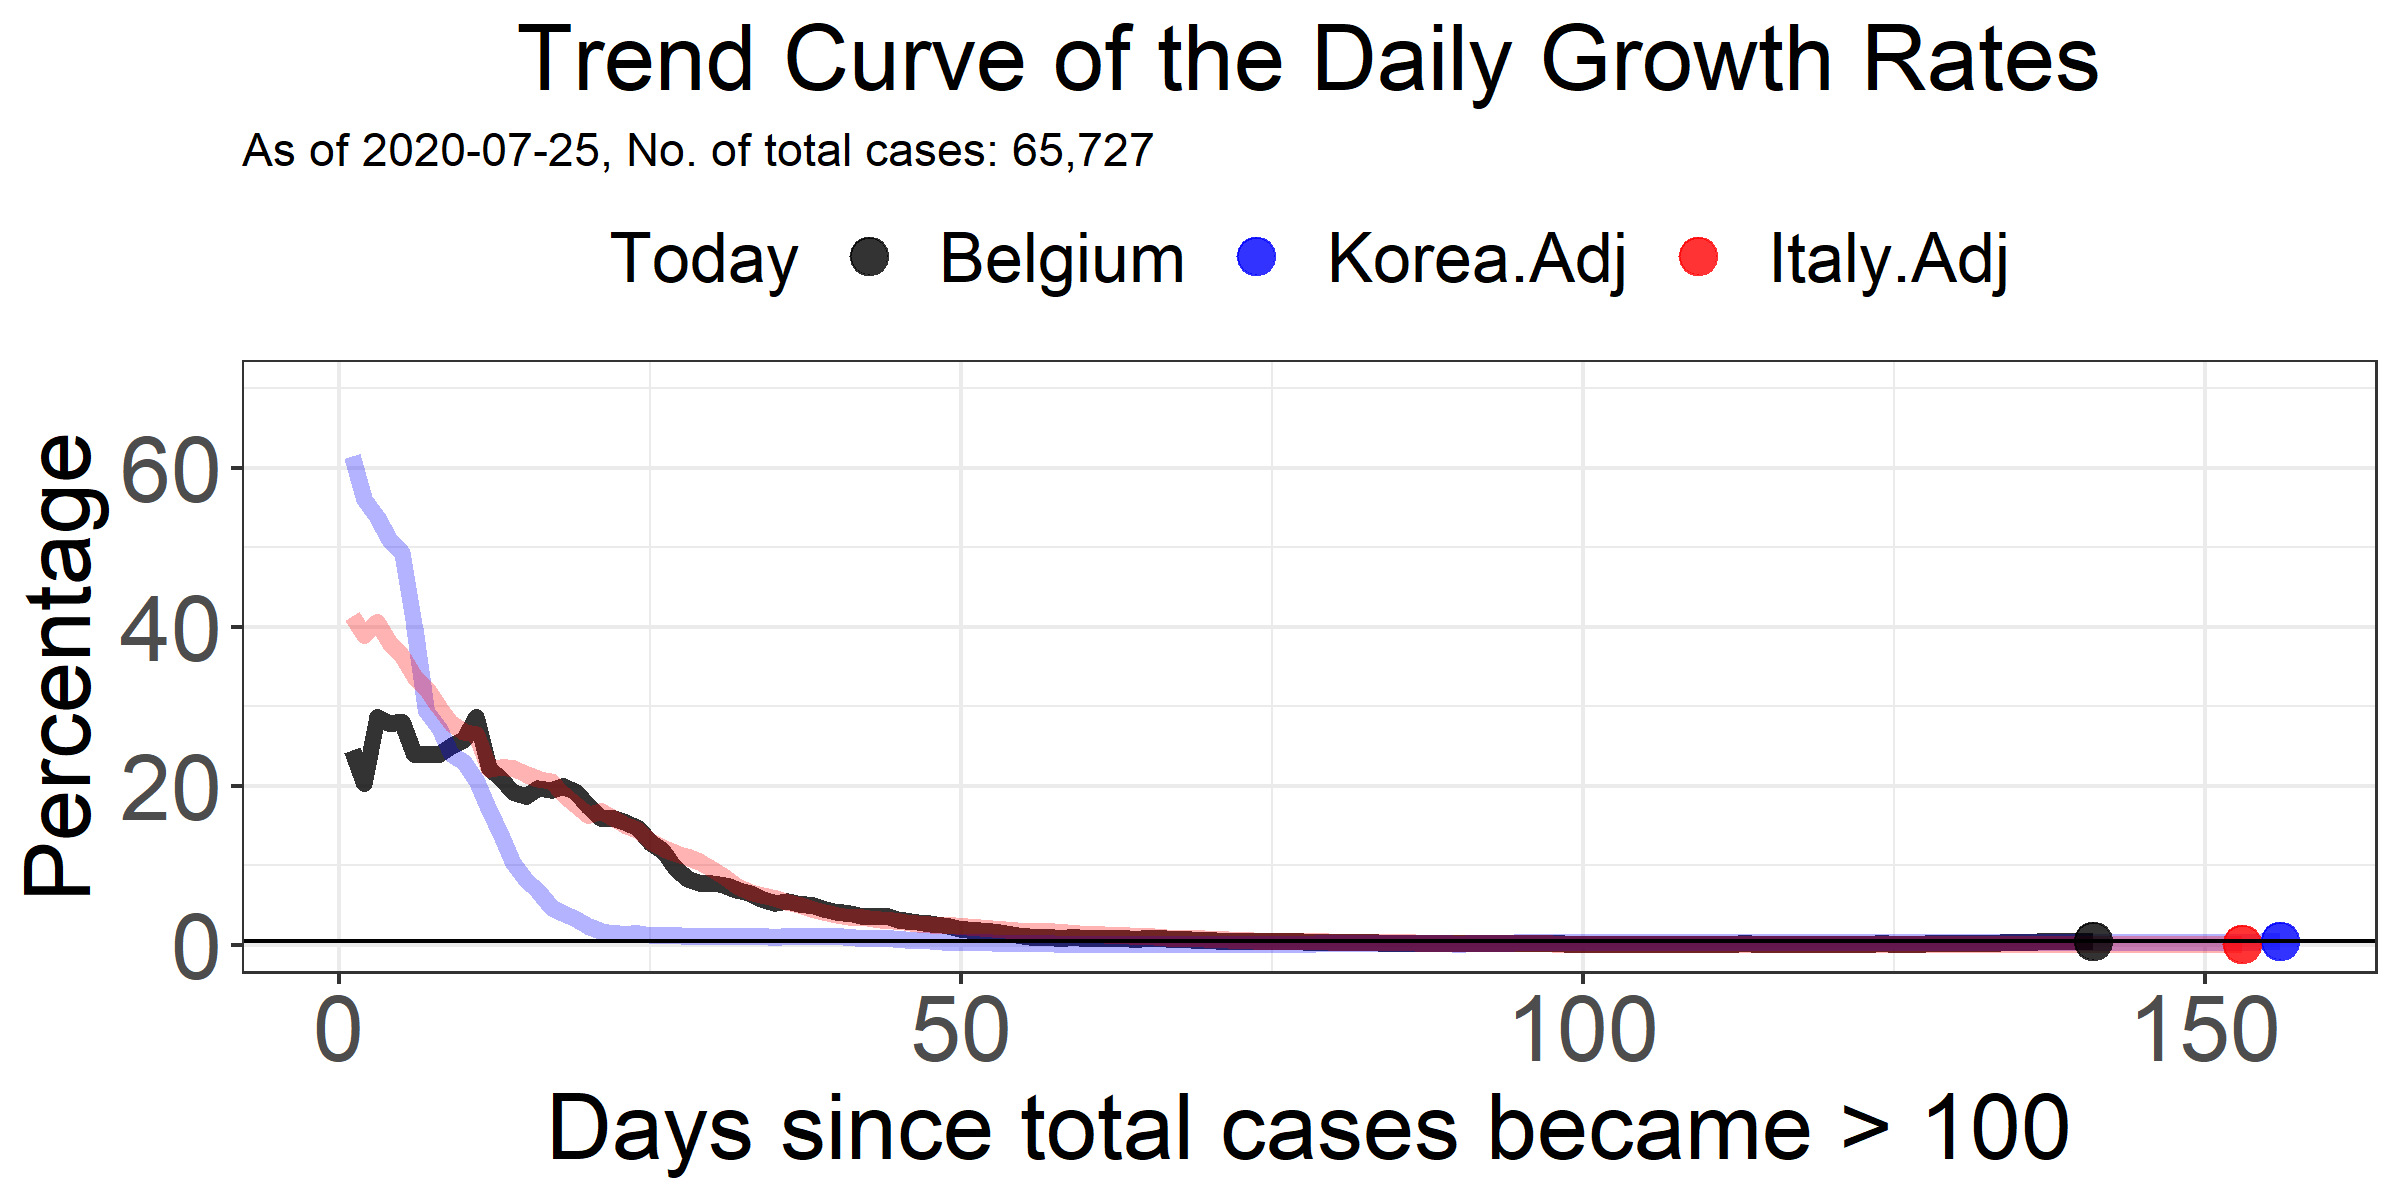 Trend Curve of the Daily Growth Rates
As of 2020-07-25, No. of total cases: 65,727
Today Belgium Korea.Adj Italy.Adj
Percentage
60
40
20
0
0 50 100 150
Days since total cases became > 100